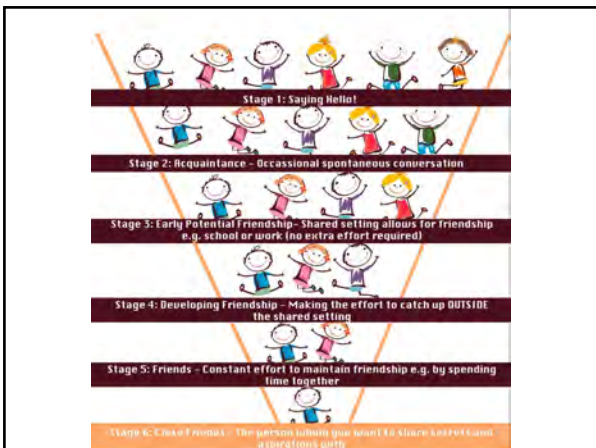 Stage 1: Saying Hello!
Stage 2: Acquaintance - Occassional spontaneous conversation
Stage 3: Early Potential Friendship- Shared setting allows for friendship
e.g. school or work (no extra effort required)
Stage 4: Developing Friendship - Making the effort to catch up OUTSIDE
the shared setting
Stage 5: Friends - Constant effort to maintain friendship e.g. by spending
time together
Stage 6: Close Friends - The person whom you want to share secrets and
aspirations with